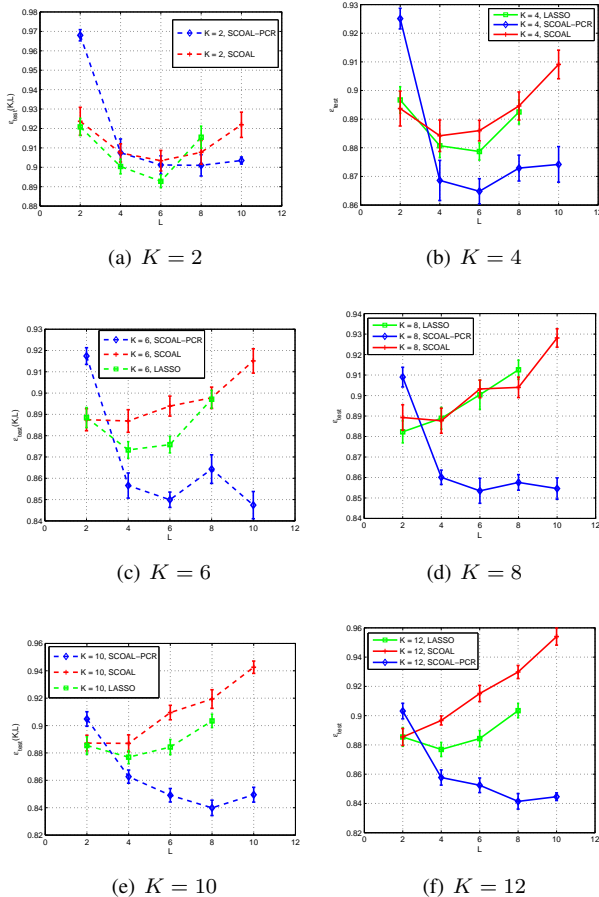 0.98
0.97
0.96
0.95
0.94
0.93
0.92
0.91
0.9
0.89
0.88
0 2 4 6 8 10 12
L
ε_test(K,L)
K = 2, SCOAL−PCR
K = 2, SCOAL
(a) K = 2
0.93
0.92
0.91
0.9
0.89
0.88
0.87
0.86
0 2 4 6 8 10 12
L
ε_test
K = 4, LASSO
K = 4, SCOAL−PCR
K = 4, SCOAL
(b) K = 4
0.93
0.92
0.91
0.9
0.89
0.88
0.87
0.86
0.85
0.84
0 2 4 6 8 10 12
L
ε_test(K,L)
K = 6, SCOAL−PCR
K = 6, SCOAL
K = 6, LASSO
(c) K = 6
0.94
0.93
0.92
0.91
0.9
0.89
0.88
0.87
0.86
0.85
0.84
0 2 4 6 8 10 12
L
ε_test
K = 8, LASSO
K = 8, SCOAL−PCR
K = 8, SCOAL
(d) K = 8
0.96
0.94
0.92
0.9
0.88
0.86
0.84
0.82
0 2 4 6 8 10 12
L
ε_test(K,L)
K = 10, SCOAL−PCR
K = 10, SCOAL
K = 10, LASSO
(e) K = 10
0.96
0.94
0.92
0.9
0.88
0.86
0.84
0.82
0 2 4 6 8 10 12
L
ε_test
K = 12, LASSO
K = 12, SCOAL
K = 12, SCOAL−PCR
(f) K = 12